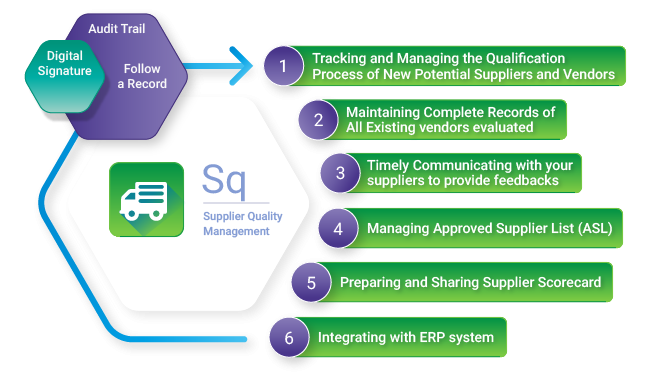 Audit Trail
Digital
Signature
Follow
a Record
Sq
Supplier Quality
Management
1
Tracking and Managing the Qualification
Process of New Potential Suppliers and Vendors
2
Maintaining Complete Records of
All Existing vendors evaluated
3
Timely Communicating with your
suppliers to provide feedbacks
4
Managing Approved Supplier List (ASL)
5
Preparing and Sharing Supplier Scorecard
6
Integrating with ERP system